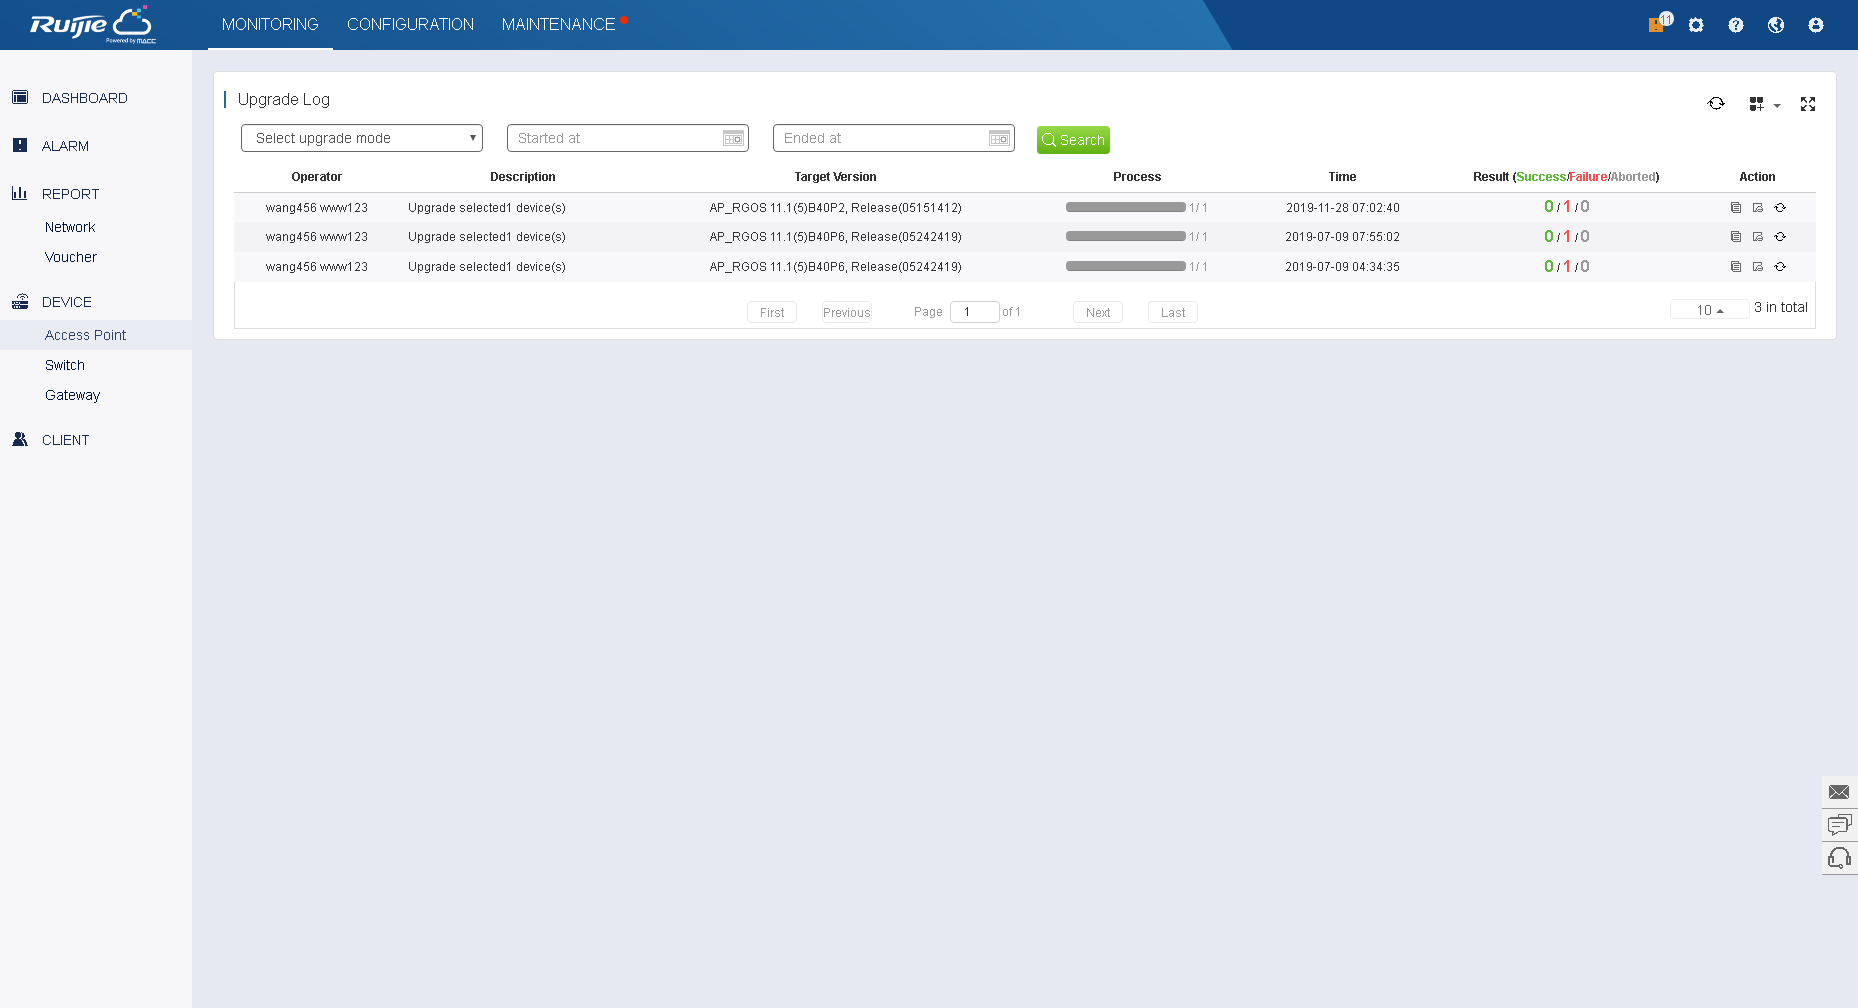 Ruijie
Powered by MACC
MONITORING CONFIGURATION MAINTENANCE
11
DASHBOARD
ALARM
REPORT
Network
Voucher
DEVICE
Access Point
Switch
Gateway
CLIENT
Upgrade Log
Select upgrade mode Started at Ended at Search
Operator Description Target Version Process Time Result (Success/Failure/Aborted) Action
wang456 www123 Upgrade selected1 device(s) AP_RGOS 11.1(5)B40P2, Release(05151412) 1/ 1 2019-11-28 07:02:40 0 / 1 / 0
wang456 www123 Upgrade selected1 device(s) AP_RGOS 11.1(5)B40P6, Release(05242419) 1/ 1 2019-07-09 07:55:02 0 / 1 / 0
wang456 www123 Upgrade selected1 device(s) AP_RGOS 11.1(5)B40P6, Release(05242419) 1/ 1 2019-07-09 04:34:35 0 / 1 / 0
First Previous Page 1 of 1 Next Last 10 3 in total